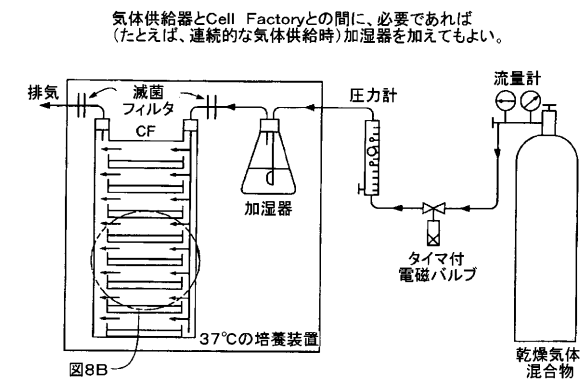 気体供給器とCell Factoryとの間に、必要であれば
(たとえば、連続的な気体供給時)加湿器を加えてもよい。
排気
滅菌
フィルタ
CF
圧力計
流量計
加湿器
タイマ付
電磁バルブ
37℃の培養装置
図8B
乾燥気体
混合物